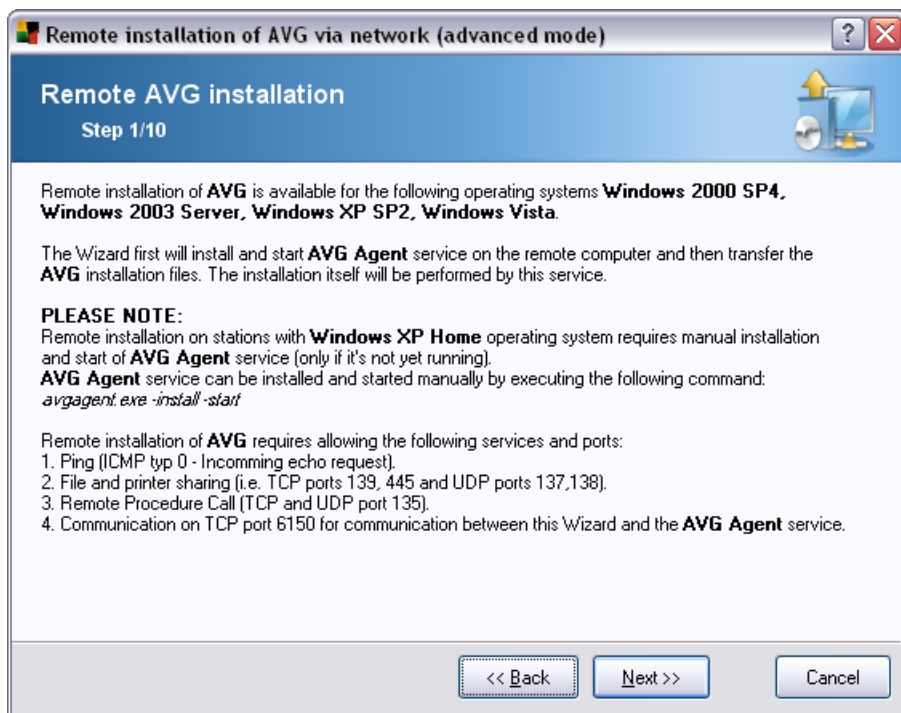 Remote installation of AVG via network (advanced mode)
?
Remote AVG installation
Step 1/10
Remote installation of AVG is available for the following operating systems Windows 2000 SP4,
Windows 2003 Server, Windows XP SP2, Windows Vista.
The Wizard first will install and start AVG Agent service on the remote computer and then transfer the
AVG installation files. The installation itself will be performed by this service.
PLEASE NOTE:
Remote installation on stations with Windows XP Home operating system requires manual installation
and start of AVG Agent service (only if it's not yet running).
AVG Agent service can be installed and started manually by executing the following command:
avgagent.exe -install -start
Remote installation of AVG requires allowing the following services and ports:
1. Ping (ICMP typ 0 - Incomming echo request).
2. File and printer sharing (i.e. TCP ports 139, 445 and UDP ports 137,138).
3. Remote Procedure Call (TCP and UDP port 135).
4. Communication on TCP port 6150 for communication between this Wizard and the AVG Agent service.
<< Back
Next >>
Cancel